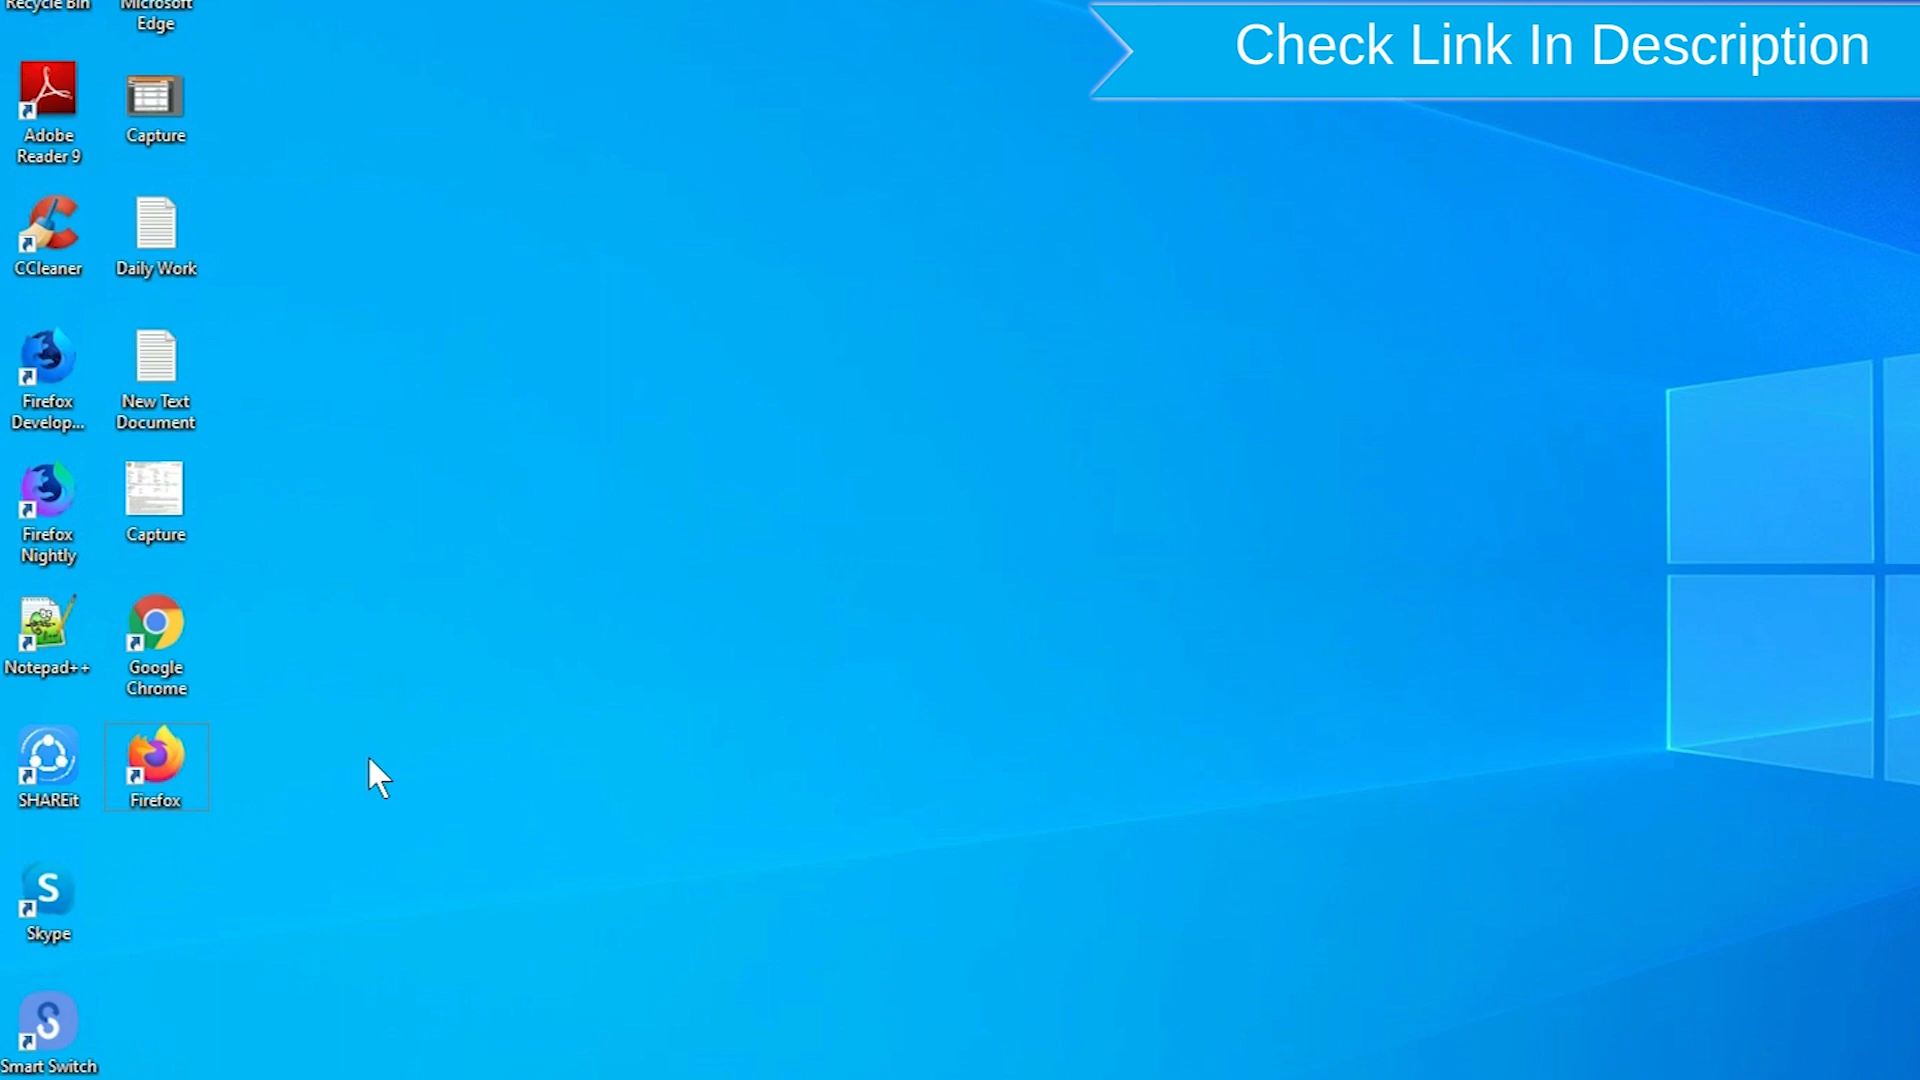 Recycle Bin
Microsoft
Edge
Check Link In Description
Adobe
Reader 9
Capture
CCleaner
Daily Work
Firefox
Develop...
New Text
Document
Firefox
Nightly
Capture
Notepad++
Google
Chrome
SHAREit
Firefox
Skype
Smart Switch